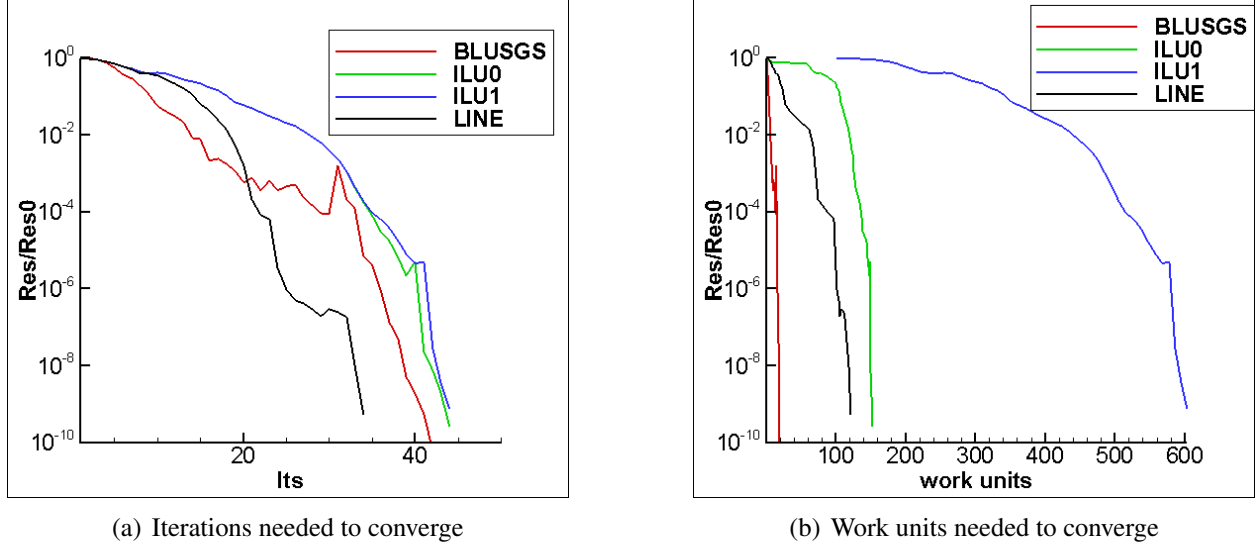 BLUSGS
ILU0
ILU1
LINE
10^0
10^-2
10^-4
10^-6
10^-8
10^-10
Res/Res0
20
40
Its
(a) Iterations needed to converge
BLUSGS
ILU0
ILU1
LINE
10^0
10^-2
10^-4
10^-6
10^-8
10^-10
Res/Res0
100 200 300 400 500 600
work units
(b) Work units needed to converge